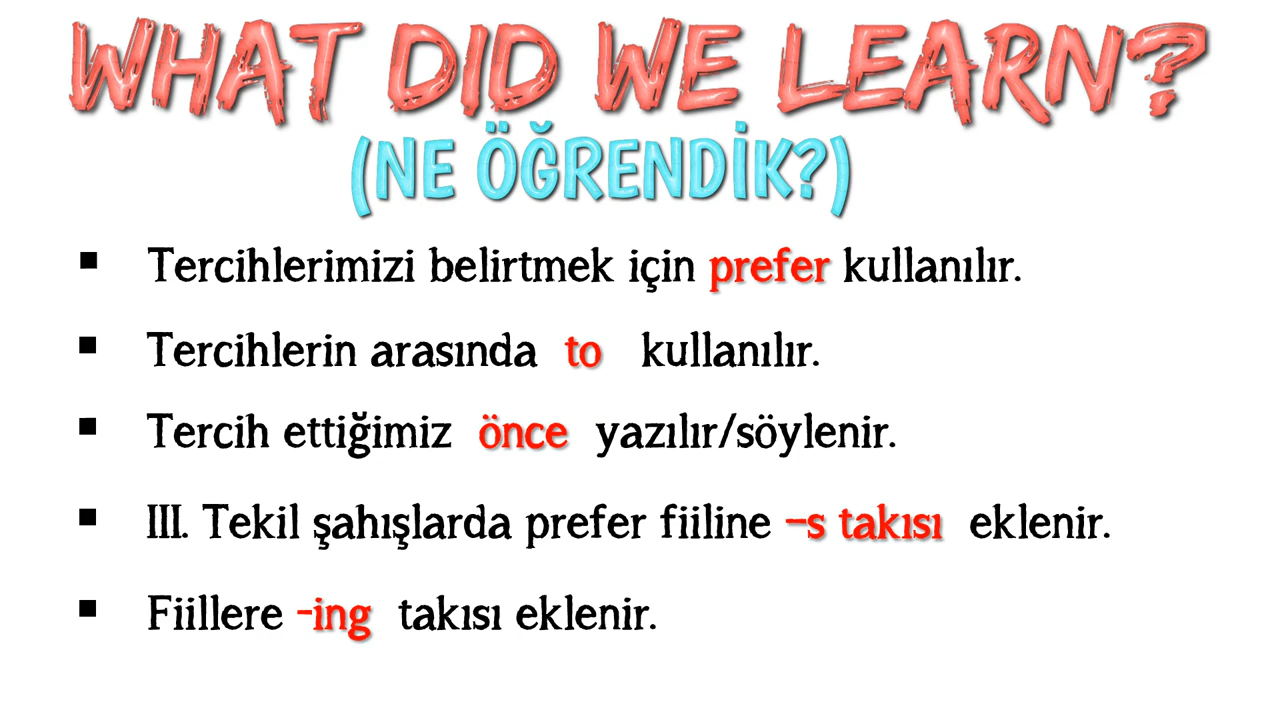 WHAT DID WE LEARN?
(NE ÖĞRENDİK?)
▪ Tercihlerimizi belirtmek için prefer kullanılır.
▪ Tercihlerin arasında to kullanılır.
▪ Tercih ettiğimiz önce yazılır/söylenir.
▪ III. Tekil şahışlarda prefer fiiline –s takısı eklenir.
▪ Fiillere -ing takısı eklenir.